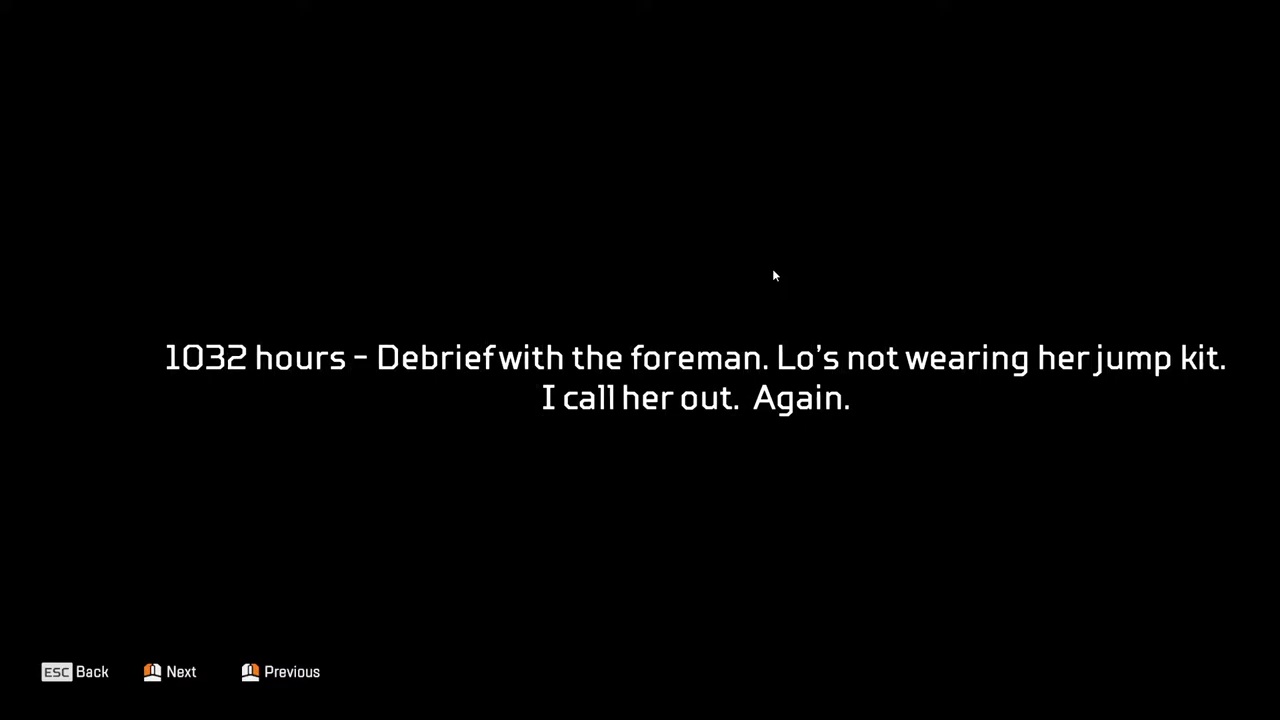 1032 hours - Debrief with the foreman. Lo's not wearing her jump kit.
I call her out.  Again.
ESC Back Next Previous